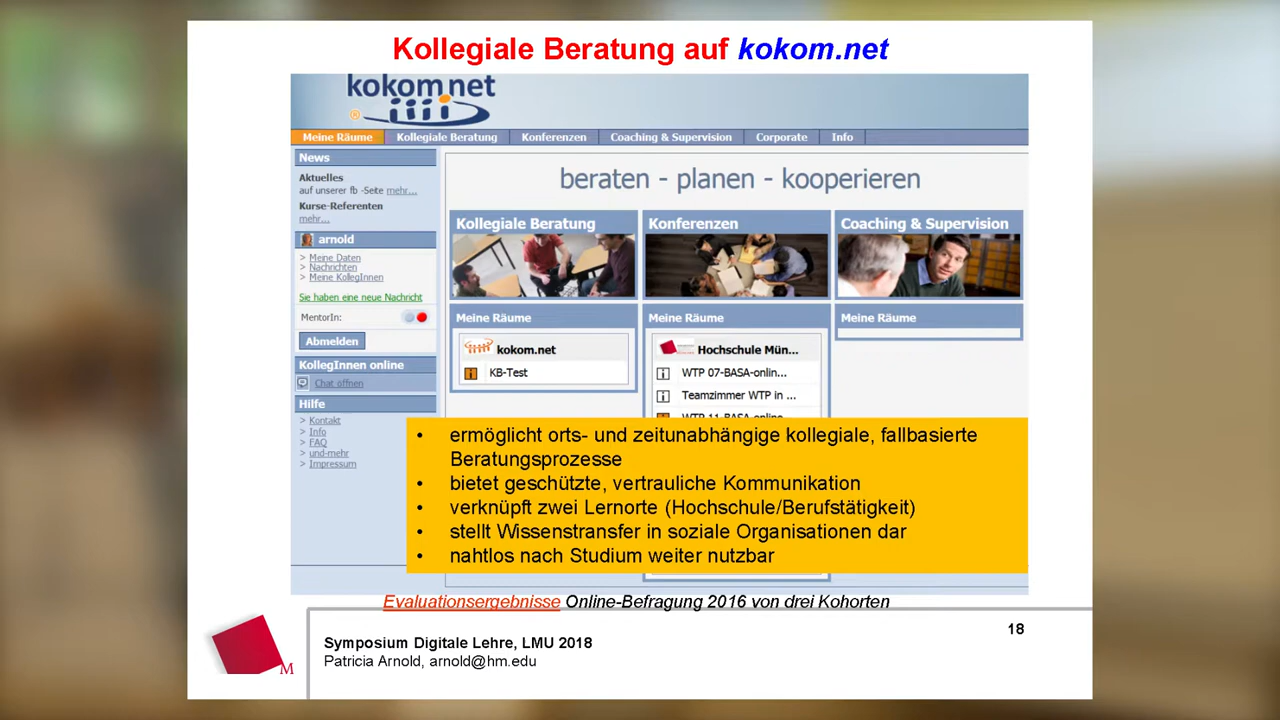 Kollegiale Beratung auf kokom.net
kokom.net
®
Meine Räume
Kollegiale Beratung
Konferenzen
Coaching & Supervision
Corporate
Info
News
Aktuelles
auf unserer fb -Seite mehr...
Kurse-Referenten
mehr...
arnold
> Meine Daten
> Nachrichten
> Meine KollegInnen
Sie haben eine neue Nachricht
MentorIn:
Abmelden
KollegInnen online
Chat öffnen
Hilfe
> Kontakt
> Info
> FAQ
> und-mehr
> Impressum
beraten - planen - kooperieren
Kollegiale Beratung
Konferenzen
Coaching & Supervision
Meine Räume
kokom.net
KB-Test
Meine Räume
Hochschule Mün...
WTP 07-BASA-onlin...
Teamzimmer WTP in ...
WTP 11-BASA-online
Meine Räume
• ermöglicht orts- und zeitunabhängige kollegiale, fallbasierte
Beratungsprozesse
• bietet geschützte, vertrauliche Kommunikation
• verknüpft zwei Lernorte (Hochschule/Berufstätigkeit)
• stellt Wissenstransfer in soziale Organisationen dar
• nahtlos nach Studium weiter nutzbar
Evaluationsergebnisse Online-Befragung 2016 von drei Kohorten
18
M
Symposium Digitale Lehre, LMU 2018
Patricia Arnold, arnold@hm.edu